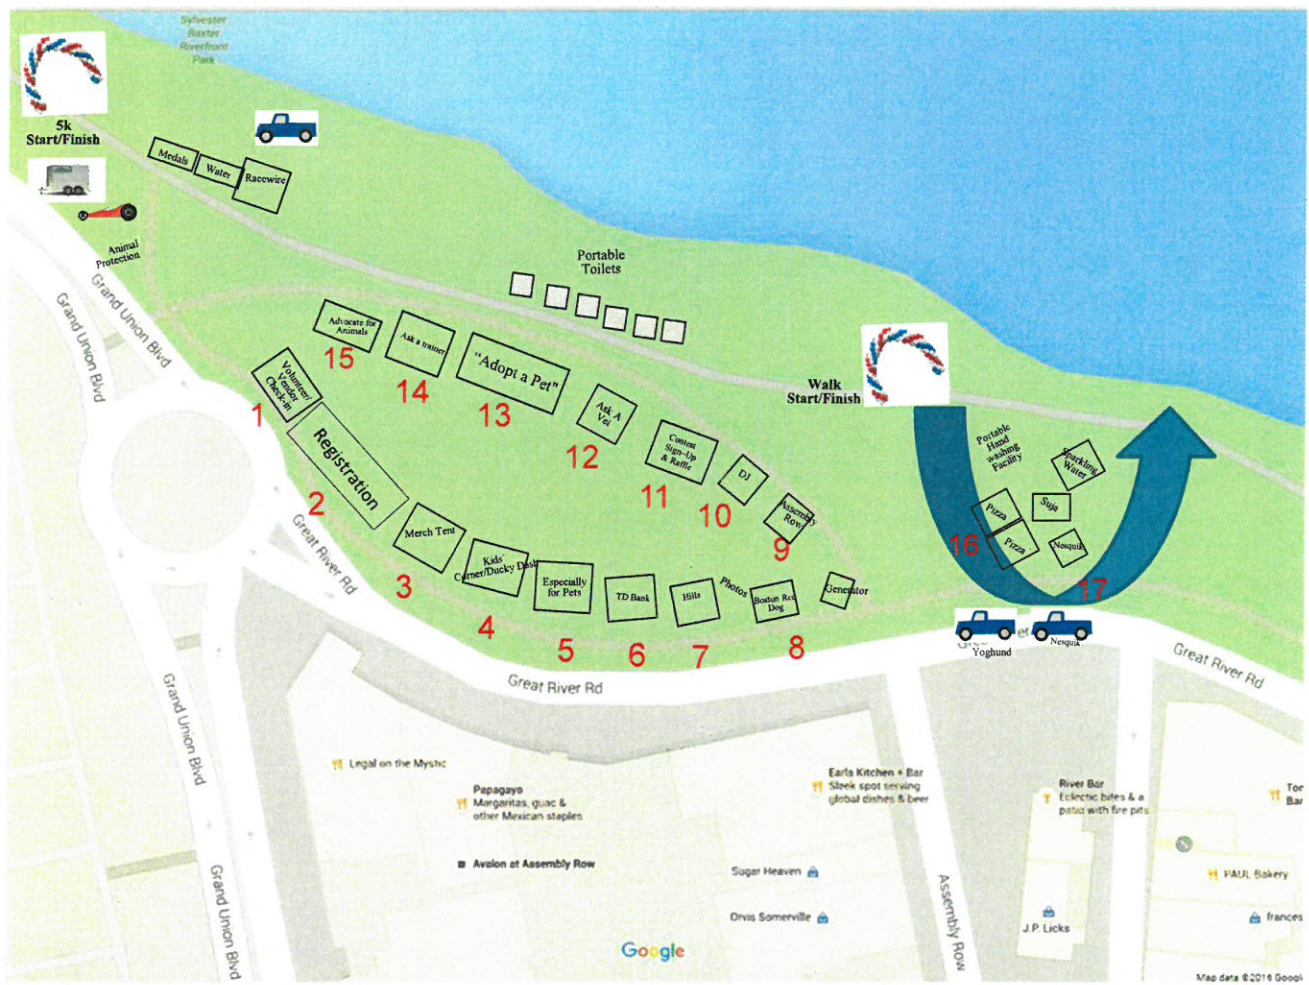 Sylvester
Baxter
Riverfront
Park
5k
Start/Finish
Medals
Water
Racewire
Animal
Protection
Grand Union Blvd
Grand Union Blvd
Portable
Toilets
Advocate for
Animals
15
Ask a trainer
14
"Adopt a Pet"
13
Ask A
Vet
12
Contest
Sign-Up
& Raffle
11
DJ
10
Assembly
Row
9
Volunteer/
Vendor
Check-in
1
Registration
2
Merch Tent
3
Kids'
Corner/Ducky Dash
4
Especially
for Pets
5
TD Bank
6
Hills
7
Photos
Boston Red
Dog
8
Generator
Walk
Start/Finish
Portable
Hand
washing
Facility
Sparkling
Water
Pizza
Suja
16
Pizza
Nesquik
17
Yoghund
Nesquik
Great River Rd
Great River Rd
Great River Rd
Grand Union Blvd
Grand Union Blvd
Legal on the Mystic
Papagayo
Margaritas, guac &
other Mexican staples
Avalon at Assembly Row
Earls Kitchen + Bar
Sleek spot serving
global dishes & beer
Sugar Heaven
Orvis Somerville
River Bar
Eclectic bites & a
patio with fire pits
J.P. Licks
Assembly Row
Tor
Bar
PAUL Bakery
frances
Google
Map data ©2016 Googl